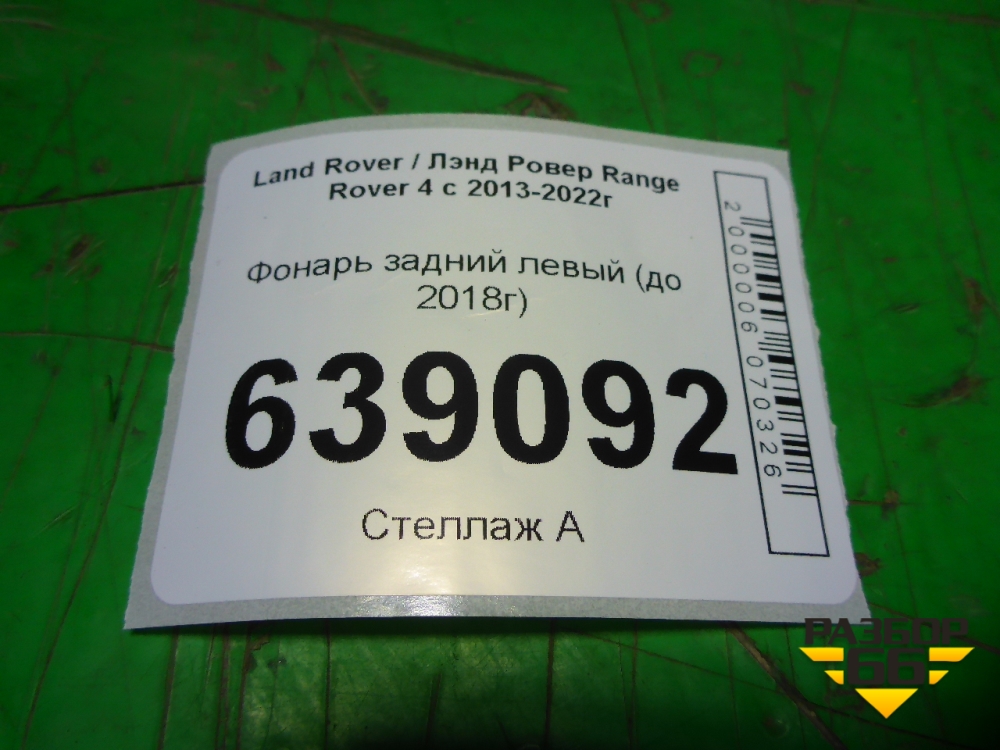 Land Rover / Лэнд Ровер Range
Rover 4 с 2013-2022г
Фонарь задний левый (до
2018г)
639092
Стеллаж А
2000006070326
РАЗБОР
66